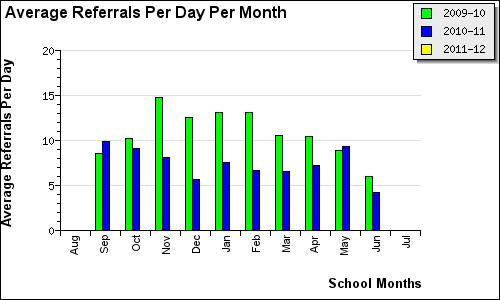 Average Referrals Per Day Per Month
2009-10
2010-11
2011-12
Average Referrals Per Day
20
15
10
5
0
Aug
Sep
Oct
Nov
Dec
Jan
Feb
Mar
Apr
May
Jun
Jul
School Months